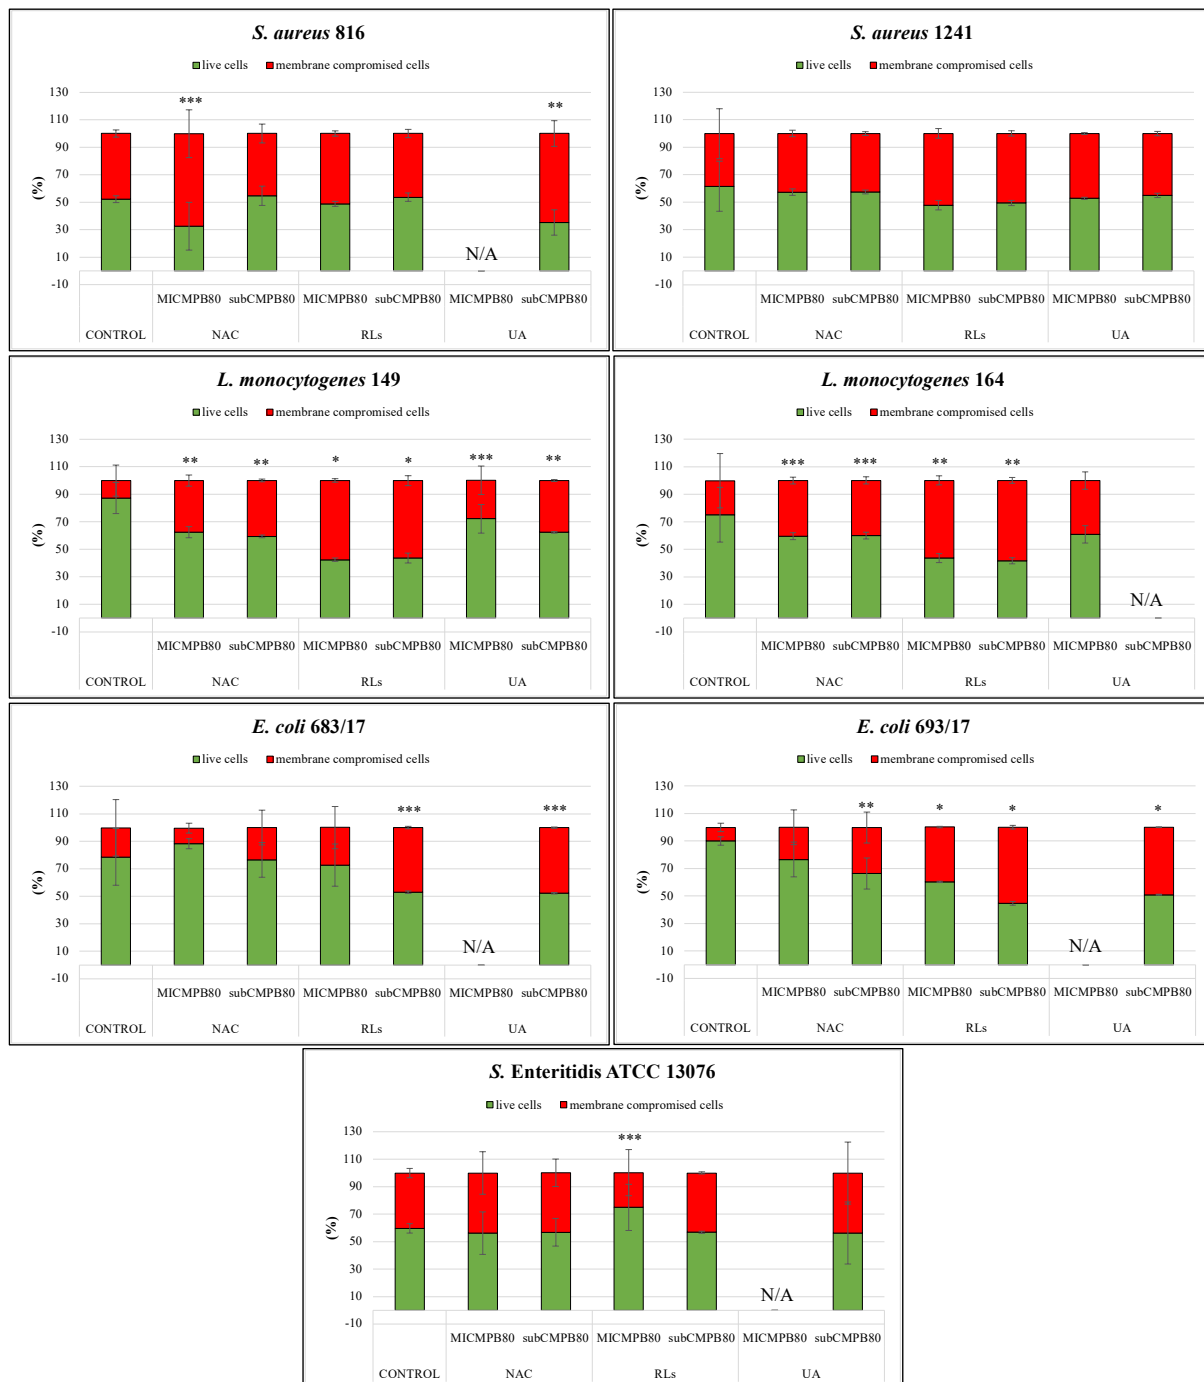 S. aureus 816
live cells membrane compromised cells
***
**
130
110
90
70
50
30
10
-10
(%)
N/A
MICMPB80 subCMPB80 MICMPB80 subCMPB80 MICMPB80 subCMPB80
CONTROL NAC RLs UA
S. aureus 1241
live cells membrane compromised cells
130
110
90
70
50
30
10
-10
(%)
MICMPB80 subCMPB80 MICMPB80 subCMPB80 MICMPB80 subCMPB80
CONTROL NAC RLs UA
L. monocytogenes 149
live cells membrane compromised cells
** ** * * *** **
130
110
90
70
50
30
10
-10
(%)
MICMPB80 subCMPB80 MICMPB80 subCMPB80 MICMPB80 subCMPB80
CONTROL NAC RLs UA
L. monocytogenes 164
live cells membrane compromised cells
*** *** ** **
130
110
90
70
50
30
10
-10
(%)
N/A
MICMPB80 subCMPB80 MICMPB80 subCMPB80 MICMPB80 subCMPB80
CONTROL NAC RLs UA
E. coli 683/17
live cells membrane compromised cells
*** ***
130
110
90
70
50
30
10
-10
(%)
N/A
MICMPB80 subCMPB80 MICMPB80 subCMPB80 MICMPB80 subCMPB80
CONTROL NAC RLs UA
E. coli 693/17
live cells membrane compromised cells
** * * *
130
110
90
70
50
30
10
-10
(%)
N/A
MICMPB80 subCMPB80 MICMPB80 subCMPB80 MICMPB80 subCMPB80
CONTROL NAC RLs UA
S. Enteritidis ATCC 13076
live cells membrane compromised cells
***
130
110
90
70
50
30
10
-10
(%)
N/A
MICMPB80 subCMPB80 MICMPB80 subCMPB80 MICMPB80 subCMPB80
CONTROL NAC RLs UA